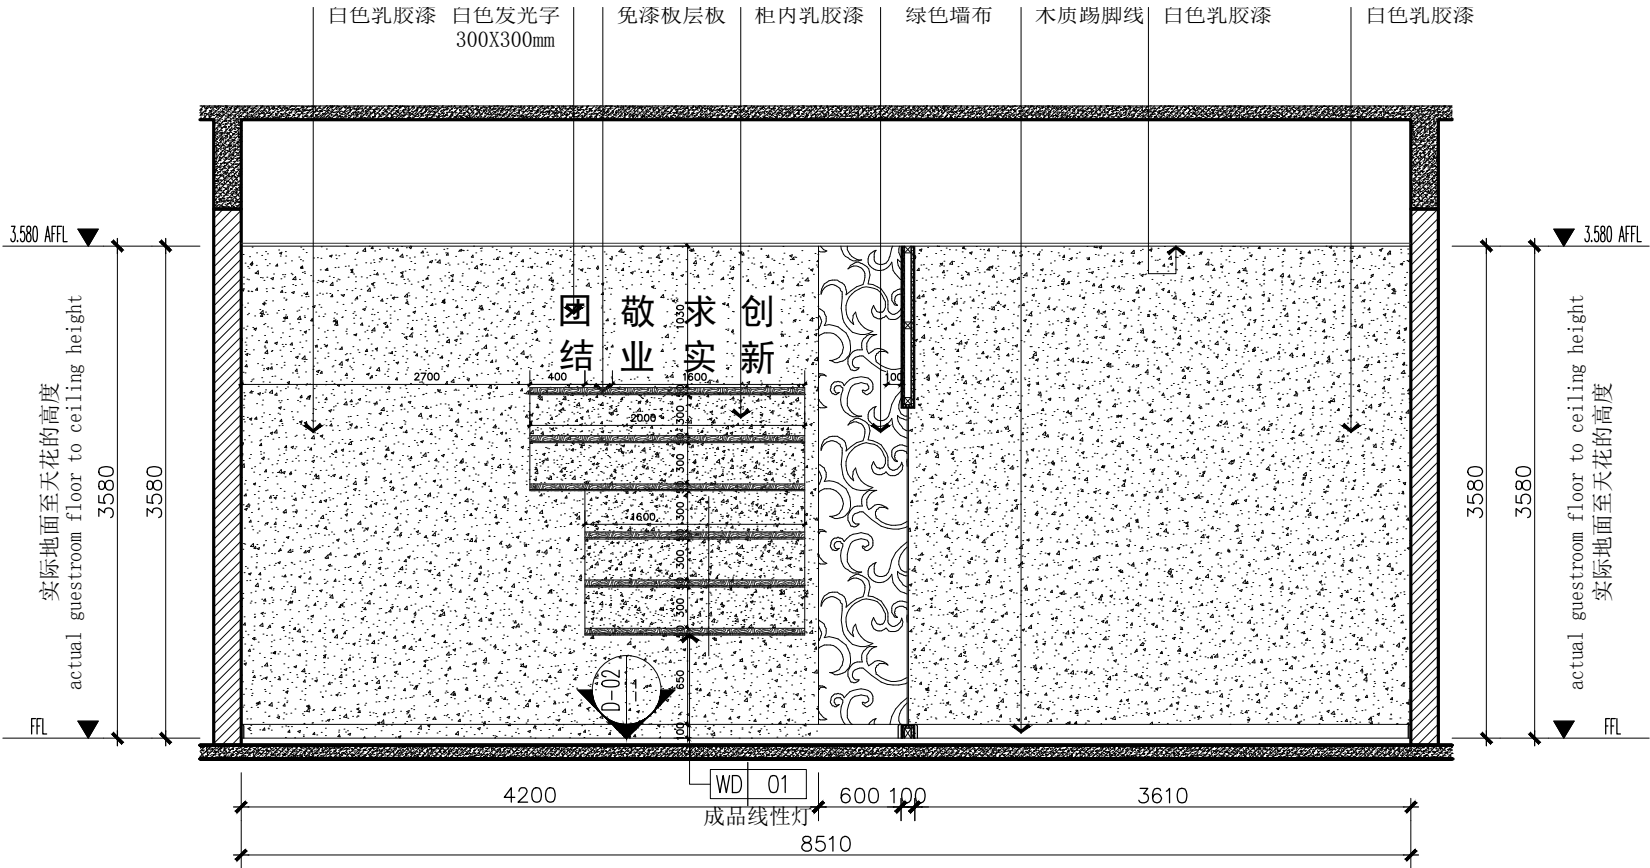 白色乳胶漆 白色发光字 免漆板层板 柜内乳胶漆 绿色墙布 木质踢脚线 白色乳胶漆 白色乳胶漆
300X300mm
3.580 AFFL
3.580 AFFL
团 敬 求 创
结 业 实 新
1030
2700
400
1600
100
2000
300
300
1600
300
300
300
650
100
实际地面至天花的高度
actual guestroom floor to ceiling height
3580
3580
3580
3580
actual guestroom floor to ceiling height
实际地面至天花的高度
D-02
1
FFL
FFL
WD 01
成品线性灯
4200
600
100
3610
8510